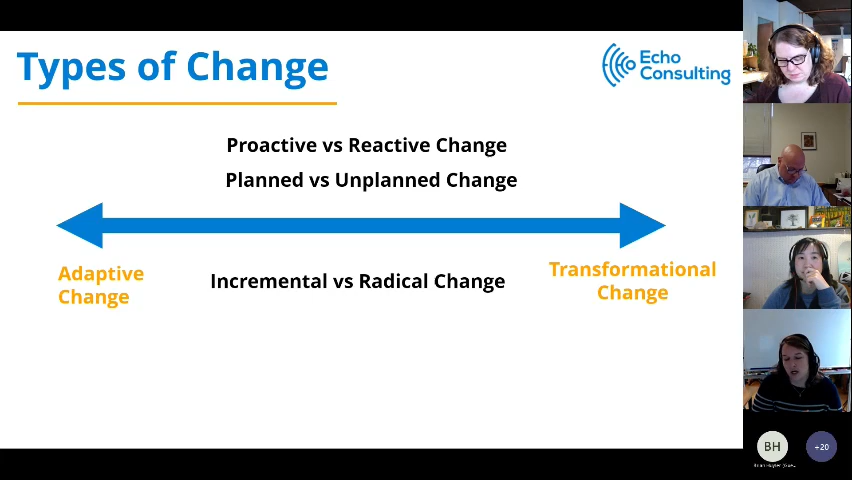 Types of Change
Echo
Consulting
Proactive vs Reactive Change
Planned vs Unplanned Change
Adaptive
Change
Incremental vs Radical Change
Transformational
Change
BH
+20